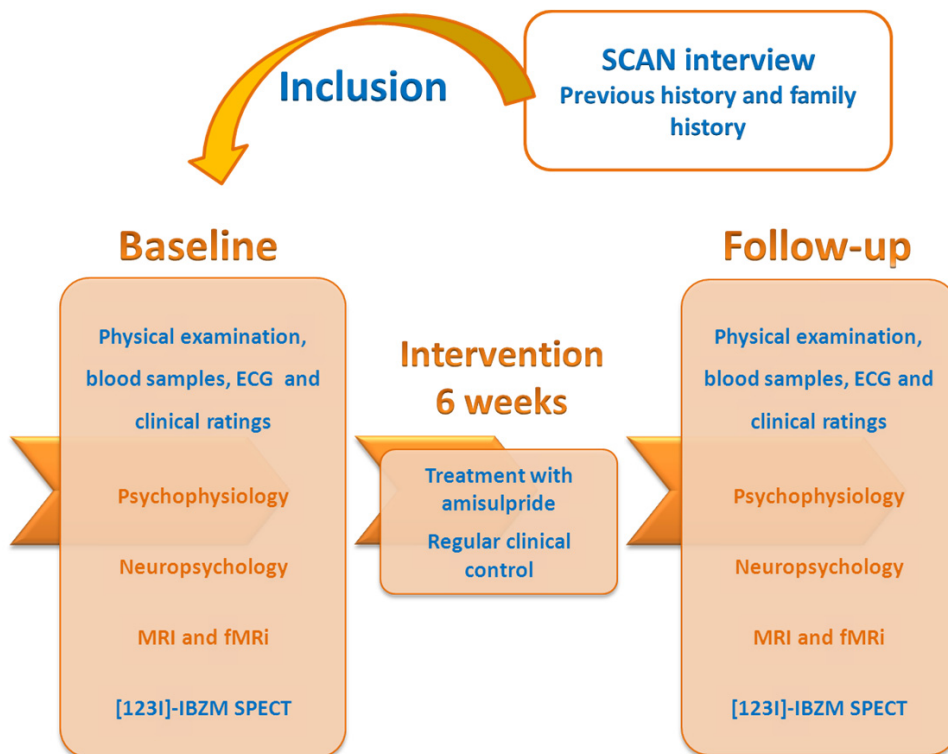 SCAN interview
Previous history and family
history
Inclusion
Baseline
Physical examination,
blood samples, ECG and
clinical ratings
Psychophysiology
Neuropsychology
MRI and fMRi
[123I]-IBZM SPECT
Intervention
6 weeks
Treatment with
amisulpride
Regular clinical
control
Follow-up
Physical examination,
blood samples, ECG and
clinical ratings
Psychophysiology
Neuropsychology
MRI and fMRi
[123I]-IBZM SPECT